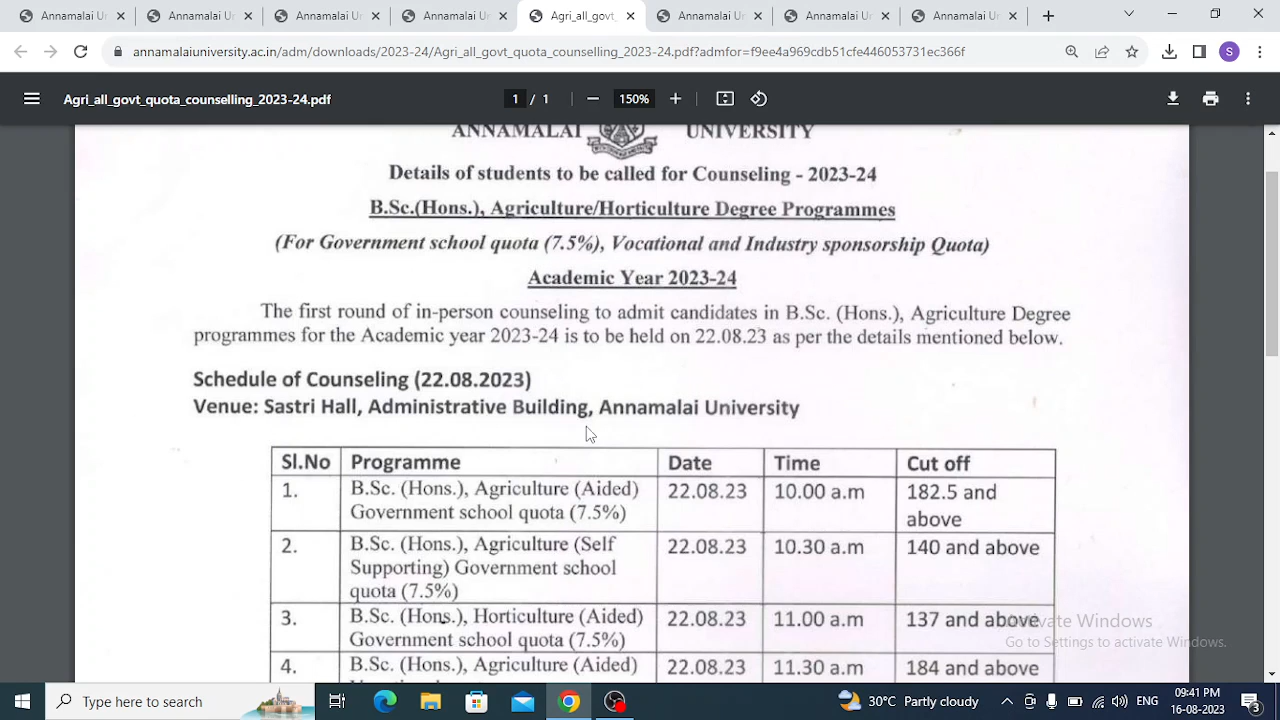 Annamalai Ur
Annamalai Ur
Annamalai Ur
Annamalai Ur
Agri_all_govt_
Annamalai Ur
Annamalai Ur
Annamalai Ur
annamalaiuniversity.ac.in/adm/downloads/2023-24/Agri_all_govt_quota_counselling_2023-24.pdf?admfor=f9ee4a969cdb51cfe446053731ec366f
S
Agri_all_govt_quota_counselling_2023-24.pdf
1 / 1
150%
ANNAMALAI UNIVERSITY
Details of students to be called for Counseling - 2023-24
B.Sc.(Hons.), Agriculture/Horticulture Degree Programmes
(For Government school quota (7.5%), Vocational and Industry sponsorship Quota)
Academic Year 2023-24
The first round of in-person counseling to admit candidates in B.Sc. (Hons.), Agriculture Degree
programmes for the Academic year 2023-24 is to be held on 22.08.23 as per the details mentioned below.
Schedule of Counseling (22.08.2023)
Venue: Sastri Hall, Administrative Building, Annamalai University
Sl.No Programme Date Time Cut off
1. B.Sc. (Hons.), Agriculture (Aided) 22.08.23 10.00 a.m 182.5 and
Government school quota (7.5%) above
2. B.Sc. (Hons.), Agriculture (Self 22.08.23 10.30 a.m 140 and above
Supporting) Government school
quota (7.5%)
3. B.Sc. (Hons.), Horticulture (Aided) 22.08.23 11.00 a.m 137 and above
Government school quota (7.5%)
4. B.Sc. (Hons.), Agriculture (Aided) 22.08.23 11.30 a.m 184 and above
Activate Windows
Go to Settings to activate Windows.
Type here to search
30°C Partly cloudy
ENG
09:41 PM
16-08-2023
3